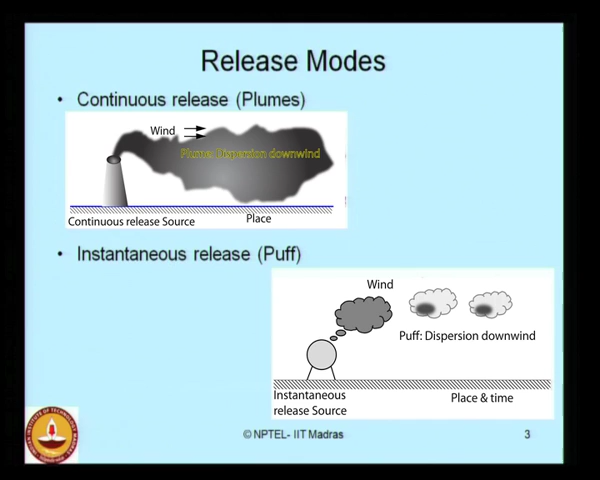 Release Modes
• Continuous release (Plumes)
Wind
Plume: Dispersion downwind
Continuous release Source
Place
• Instantaneous release (Puff)
Wind
Puff: Dispersion downwind
Instantaneous
release Source
Place & time
© NPTEL- IIT Madras
3